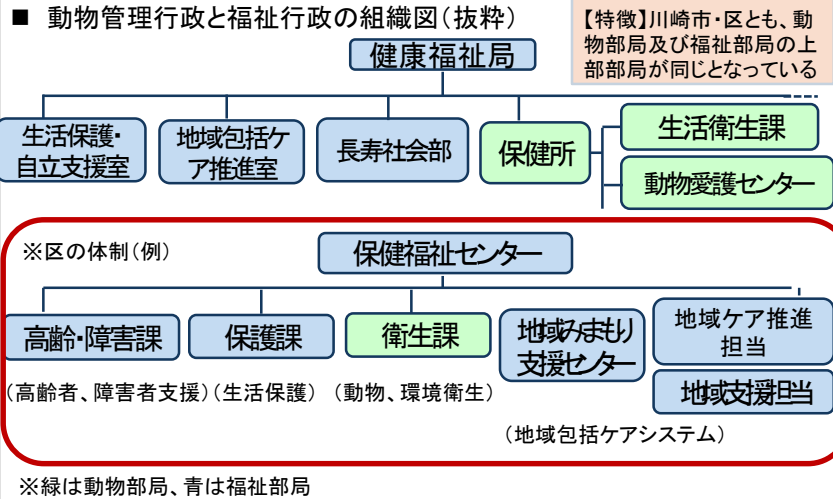 ■ 動物管理行政と福祉行政の組織図(抜粋)
【特徴】川崎市・区とも、動
物部局及び福祉部局の上
部部局が同じとなっている
健康福祉局
生活保護・
自立支援室
地域包括ケ
ア推進室
長寿社会部
保健所
生活衛生課
動物愛護センター
※区の体制(例)
保健福祉センター
高齢・障害課
保護課
衛生課
地域みまもり
支援センター
地域ケア推進
担当
地域支援担当
(高齢者、障害者支援)
(生活保護)
(動物、環境衛生)
(地域包括ケアシステム)
※緑は動物部局、青は福祉部局